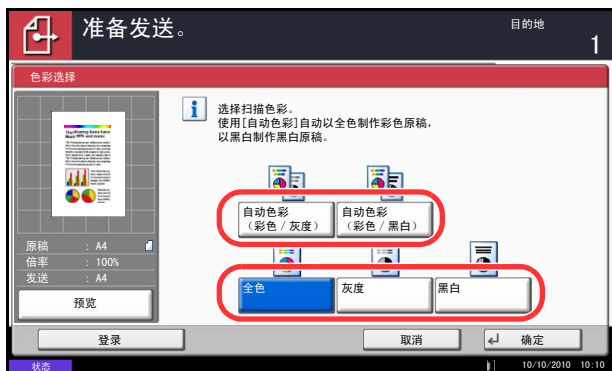 准备发送。
目的地
1
色彩选择
选择扫描色彩。
使用[自动色彩]自动以全色制作彩色原稿,
以黑白制作黑白原稿。
自动色彩
（彩色／灰度）
自动色彩
（彩色／黑白）
原稿 : A4
倍率 : 100%
发送 : A4
预览
全色
灰度
黑白
登录
取消
确定
状态
10/10/2010 10:10